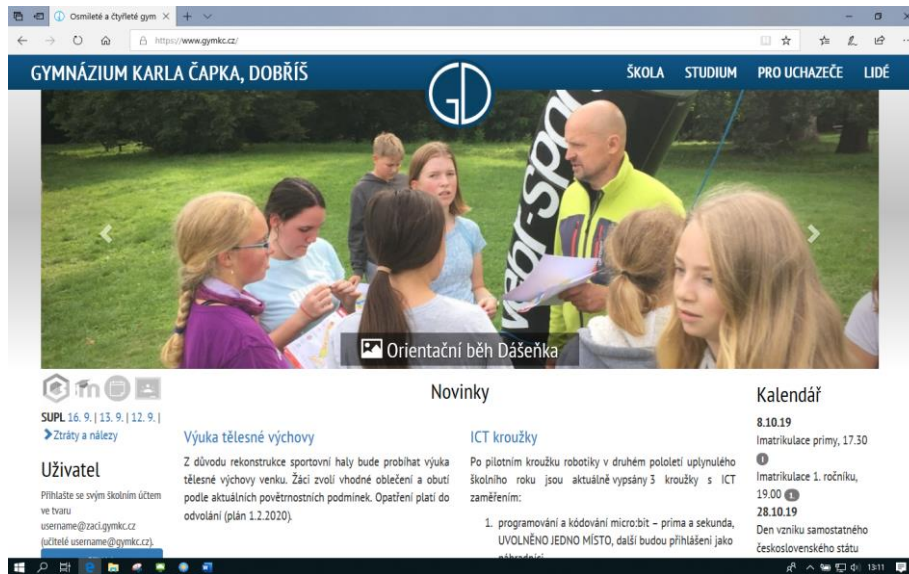 Osmileté a čtyřleté gym
https://www.gymkc.cz/
GYMNÁZIUM KARLA ČAPKA, DOBŘÍŠ
GD
ŠKOLA STUDIUM PRO UCHAZEČE LIDÉ
Orientační běh Dášeňka
SUPL 16. 9. | 13. 9. | 12. 9. |
Ztráty a nálezy
Uživatel
Přihlašte se svým školním účtem
ve tvaru
username@zaci.gymkc.cz
(učitelé username@gymkc.cz).
Novinky
Výuka tělesné výchovy
Z důvodu rekonstrukce sportovní haly bude probíhat výuka
tělesné výchovy venku. Žáci zvolí vhodné oblečení a obutí
podle aktuálních povětrnostních podmínek. Opatření platí do
odvolání (plán 1.2.2020).
ICT kroužky
Po pilotním kroužku robotiky v druhém pololetí uplynulého
školního roku jsou aktuálně vypsány 3 kroužky s ICT
zaměřením:
1. programování a kódování micro:bit – prima a sekunda,
UVOLNĚNO JEDNO MÍSTO, další budou přihlášení jako
náhradníci
Kalendář
8.10.19
Imatrikulace primy, 17.30
I
Imatrikulace 1. ročníku,
19.00 1.
28.10.19
Den vzniku samostatného
československého státu
13:11